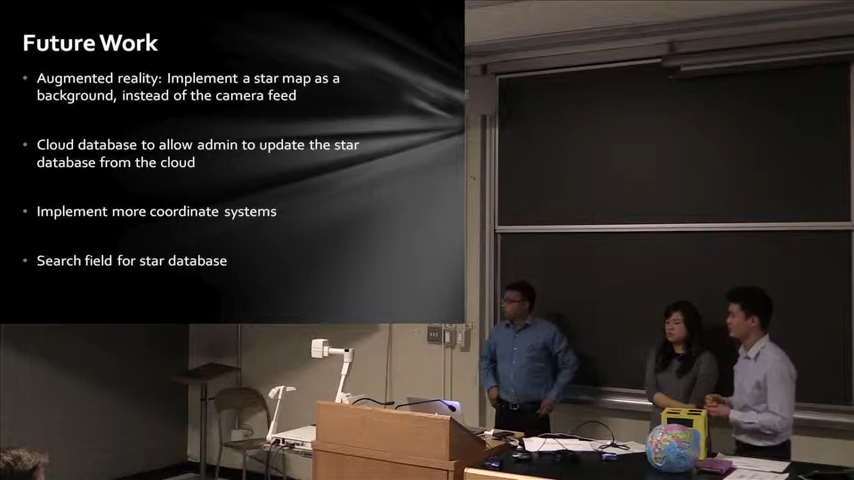 Future Work
• Augmented reality: Implement a star map as a
background, instead of the camera feed
• Cloud database to allow admin to update the star
database from the cloud
• Implement more coordinate systems
• Search field for star database